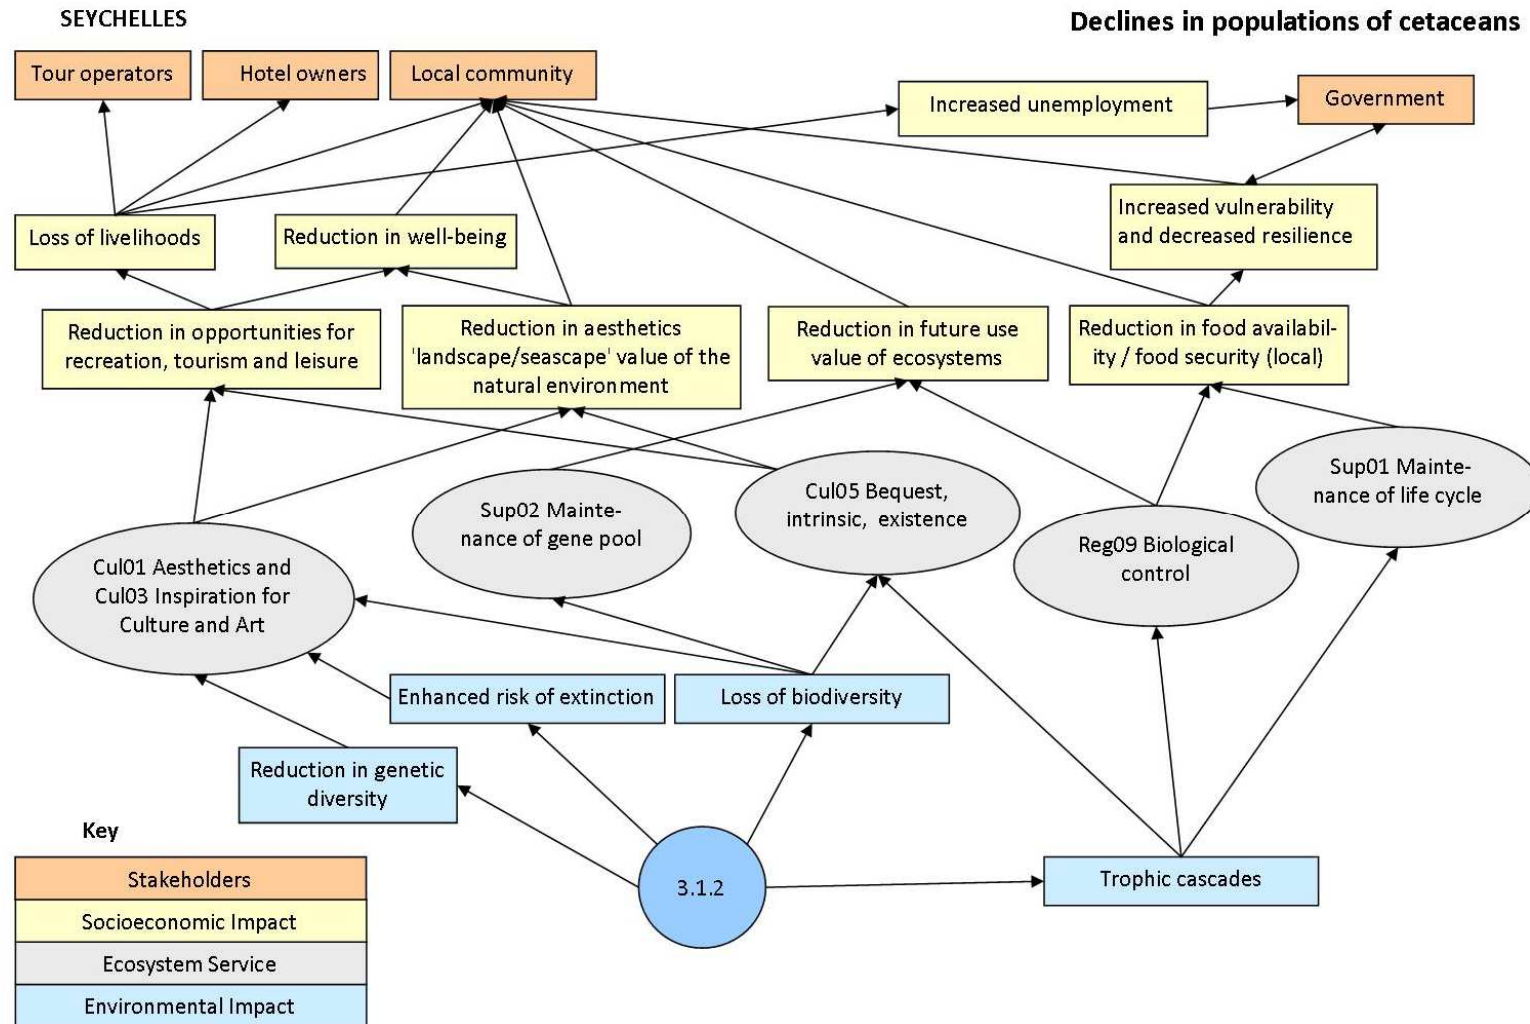 SEYCHELLES
Declines in populations of cetaceans
Tour operators
Hotel owners
Local community
Increased unemployment
Government
Loss of livelihoods
Reduction in well-being
Increased vulnerability
and decreased resilience
Reduction in opportunities for
recreation, tourism and leisure
Reduction in aesthetics
'landscape/seascape' value of the
natural environment
Reduction in future use
value of ecosystems
Reduction in food availabil-
ity / food security (local)
Cul01 Aesthetics and
Cul03 Inspiration for
Culture and Art
Sup02 Mainte-
nance of gene pool
Cul05 Bequest,
intrinsic, existence
Reg09 Biological
control
Sup01 Mainte-
nance of life cycle
Enhanced risk of extinction
Loss of biodiversity
Reduction in genetic
diversity
3.1.2
Trophic cascades
Key
Stakeholders
Socioeconomic Impact
Ecosystem Service
Environmental Impact